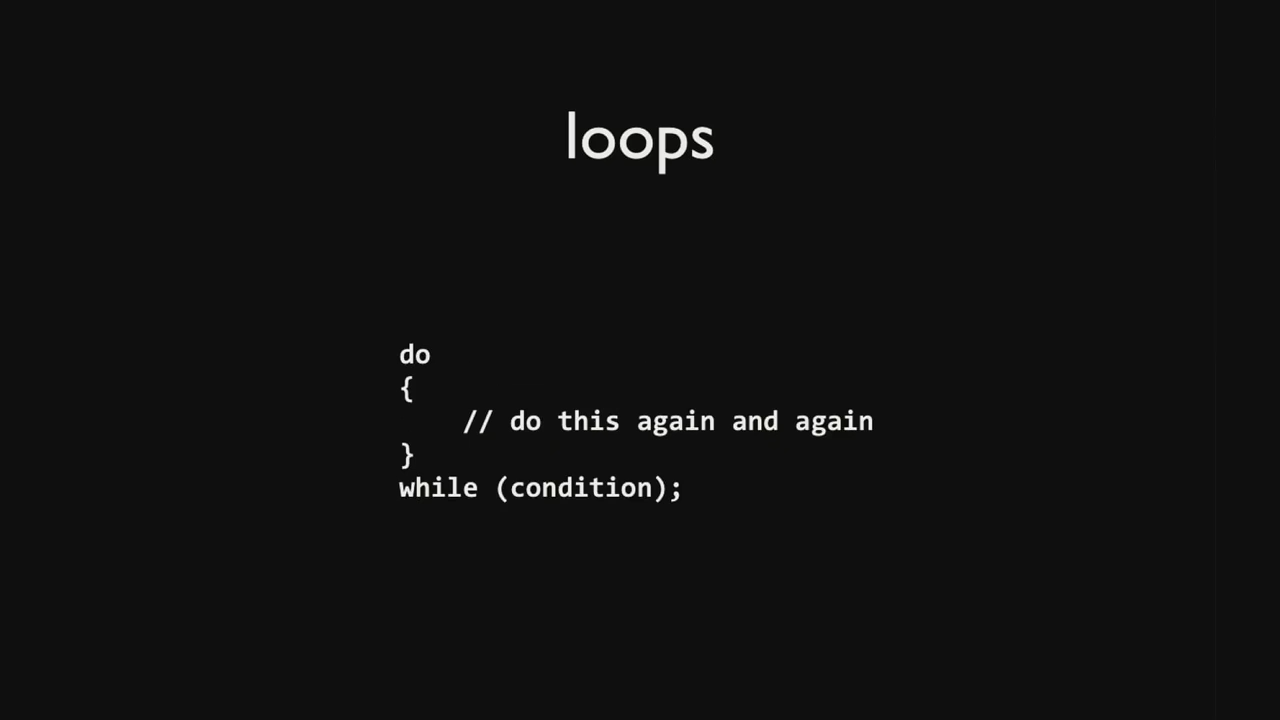 loops
do
{
    // do this again and again
}
while (condition);